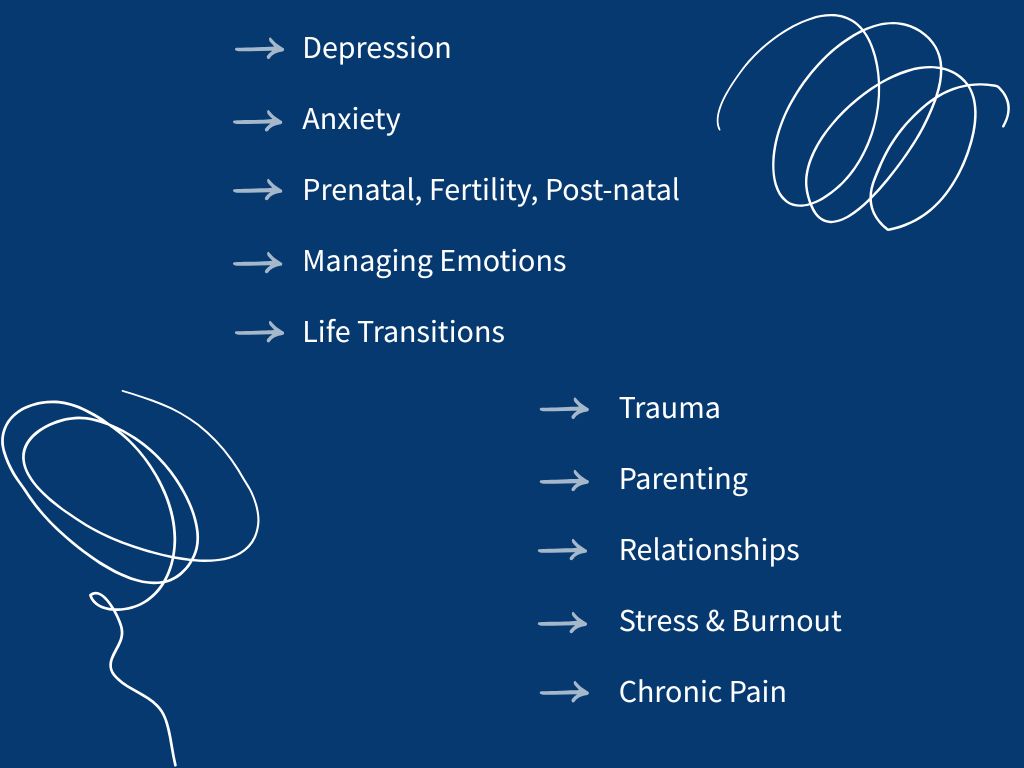 Depression
Anxiety
Prenatal, Fertility, Post-natal
Managing Emotions
Life Transitions
Trauma
Parenting
Relationships
Stress & Burnout
Chronic Pain